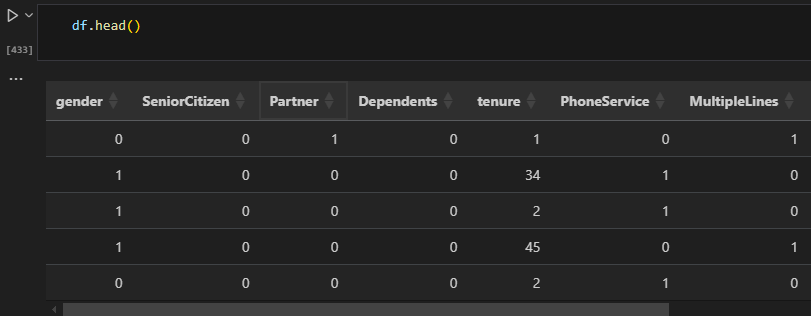 df.head()
[433]
...
gender SeniorCitizen Partner Dependents tenure PhoneService MultipleLines
0 0 1 0 1 0 1
1 0 0 0 34 1 0
1 0 0 0 2 1 0
1 0 0 0 45 0 1
0 0 0 0 2 1 0